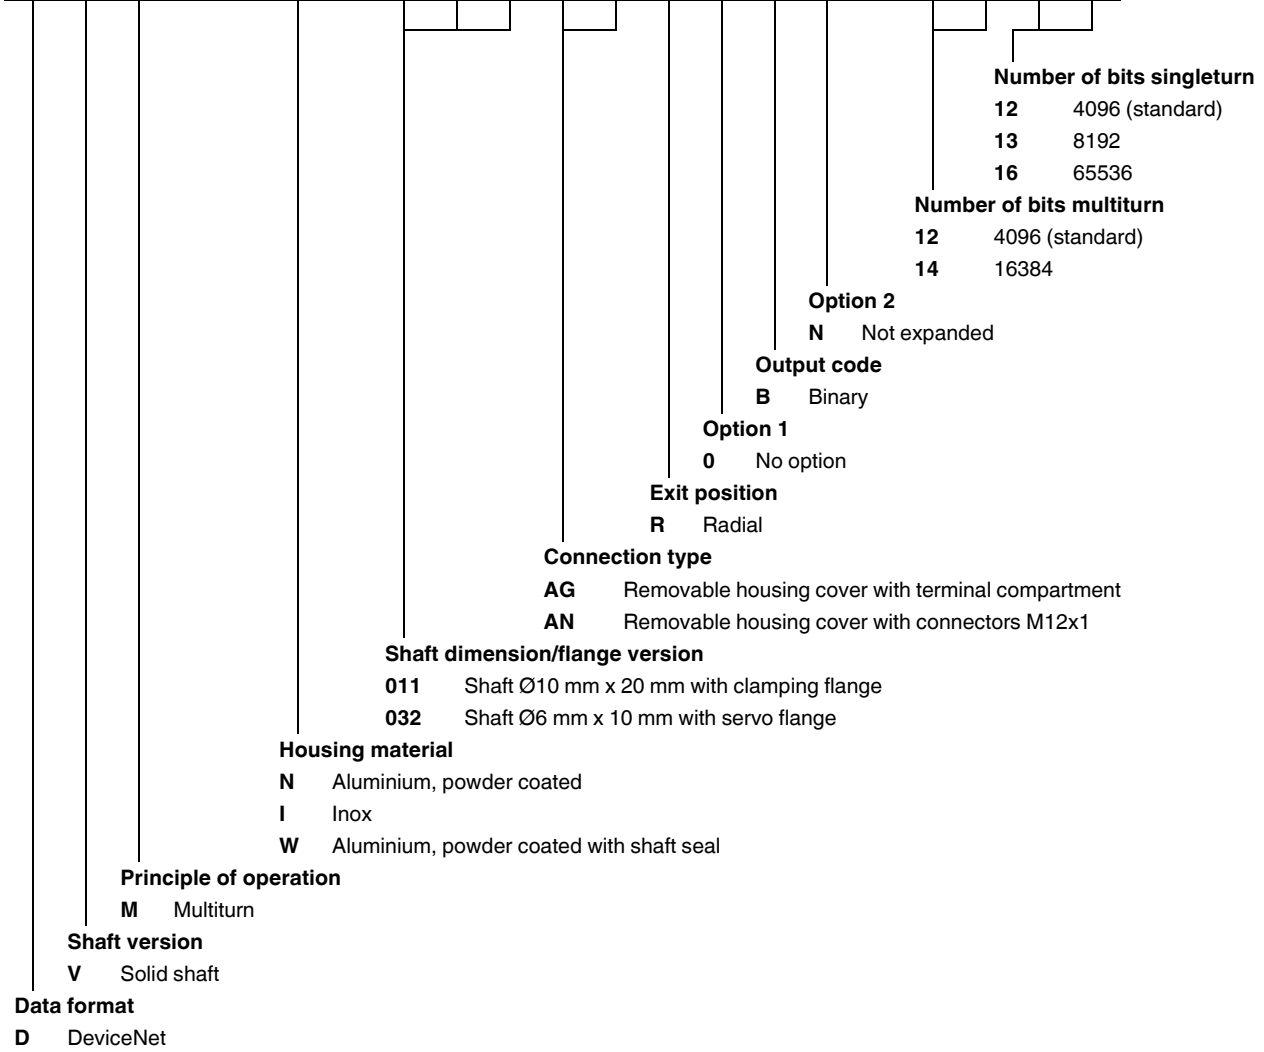 Number of bits singleturn
12 4096 (standard)
13 8192
16 65536
Number of bits multiturn
12 4096 (standard)
14 16384
Option 2
N Not expanded
Output code
B Binary
Option 1
0 No option
Exit position
R Radial
Connection type
AG Removable housing cover with terminal compartment
AN Removable housing cover with connectors M12x1
Shaft dimension/flange version
011 Shaft Ø10 mm x 20 mm with clamping flange
032 Shaft Ø6 mm x 10 mm with servo flange
Housing material
N Aluminium, powder coated
I Inox
W Aluminium, powder coated with shaft seal
Principle of operation
M Multiturn
Shaft version
V Solid shaft
Data format
D DeviceNet